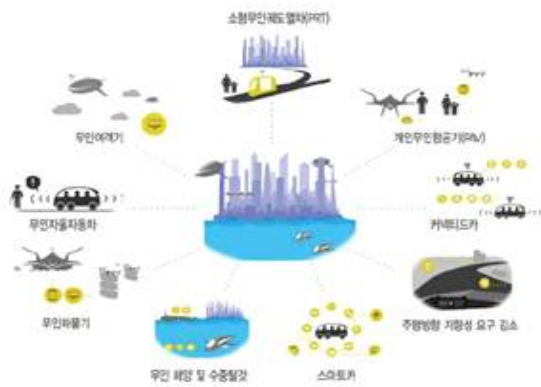 소형무인궤도열차(PRT)
무인여객기
개인무인항공기(PAV)
무인자율자동차
커넥티드카
무인화물기
주행방향 지향성 요구 감소
무인 해양 및 수중탈것
스마트카